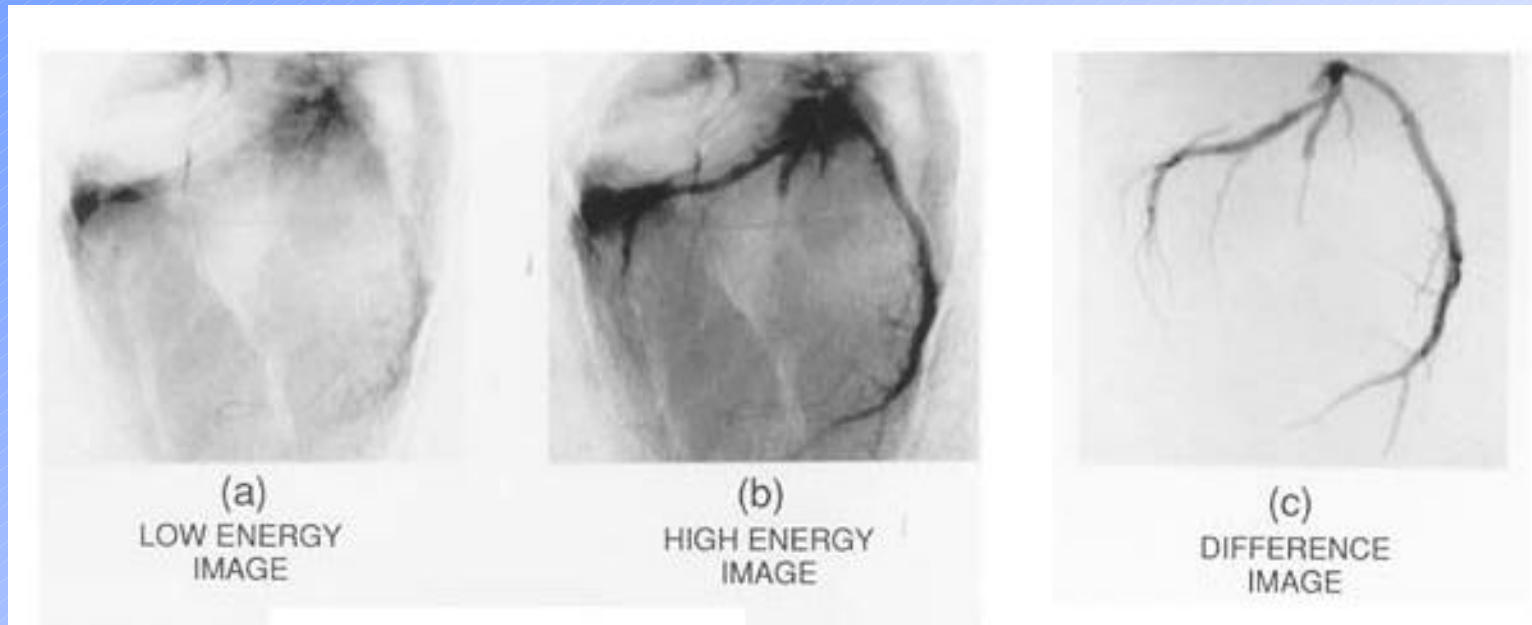 (a)
LOW ENERGY
IMAGE
(b)
HIGH ENERGY
IMAGE
(c)
DIFFERENCE
IMAGE